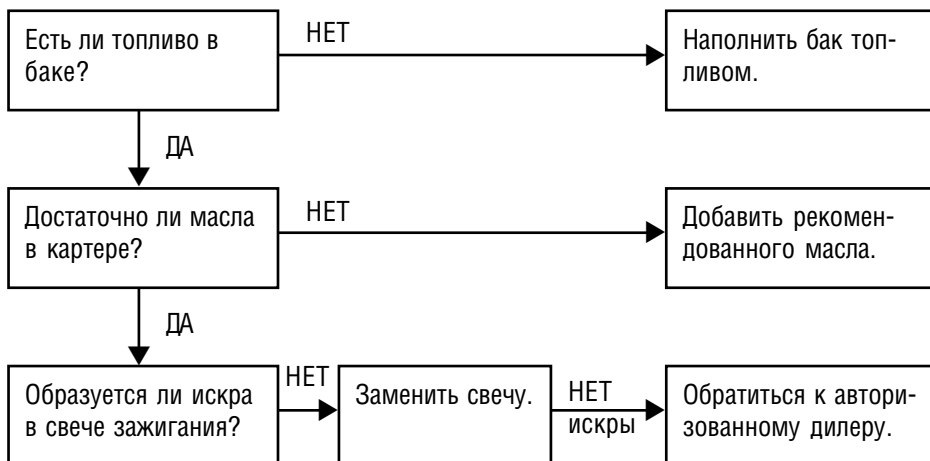 Есть ли топливо в
баке?
НЕТ
Наполнить бак топ-
ливом.
ДА
Достаточно ли масла
в картере?
НЕТ
Добавить рекомен-
дованного масла.
ДА
Образуется ли искра
в свече зажигания?
НЕТ
Заменить свечу.
НЕТ
искры
Обратиться к автори-
зованному дилеру.